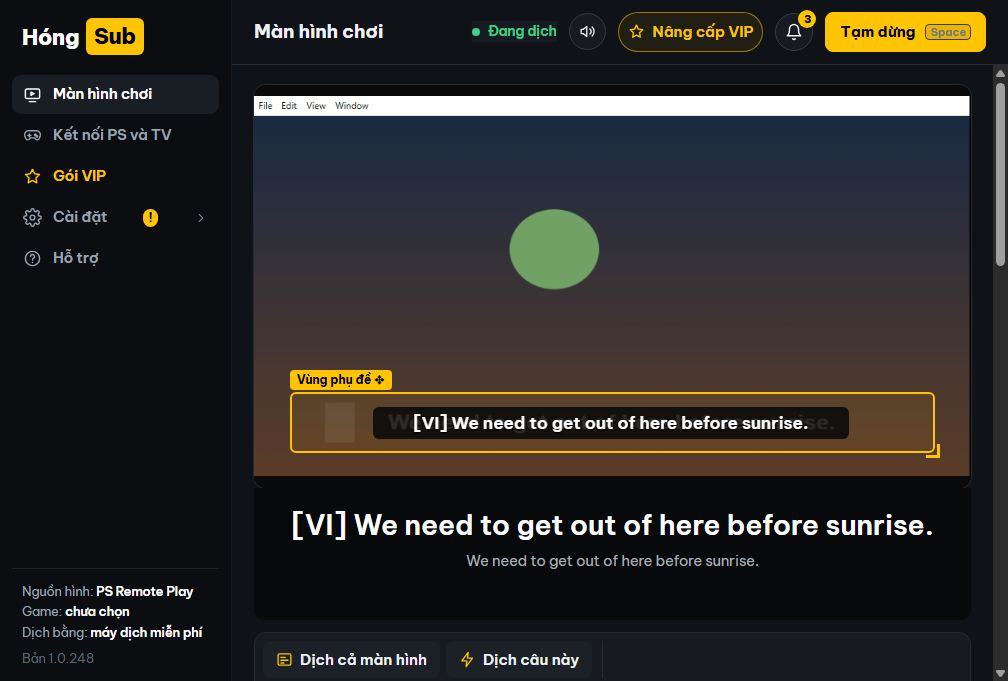 Hóng Sub
Màn hình chơi
Kết nối PS và TV
Gói VIP
Cài đặt !
Hỗ trợ
Nguồn hình: PS Remote Play
Game: chưa chọn
Dịch bằng: máy dịch miễn phí
Bản 1.0.248
Màn hình chơi
Đang dịch
Nâng cấp VIP
3
Tạm dừng Space
File Edit View Window
Vùng phụ đề
[VI] We need to get out of here before sunrise.
[VI] We need to get out of here before sunrise.
We need to get out of here before sunrise.
Dịch cả màn hình
Dịch câu này